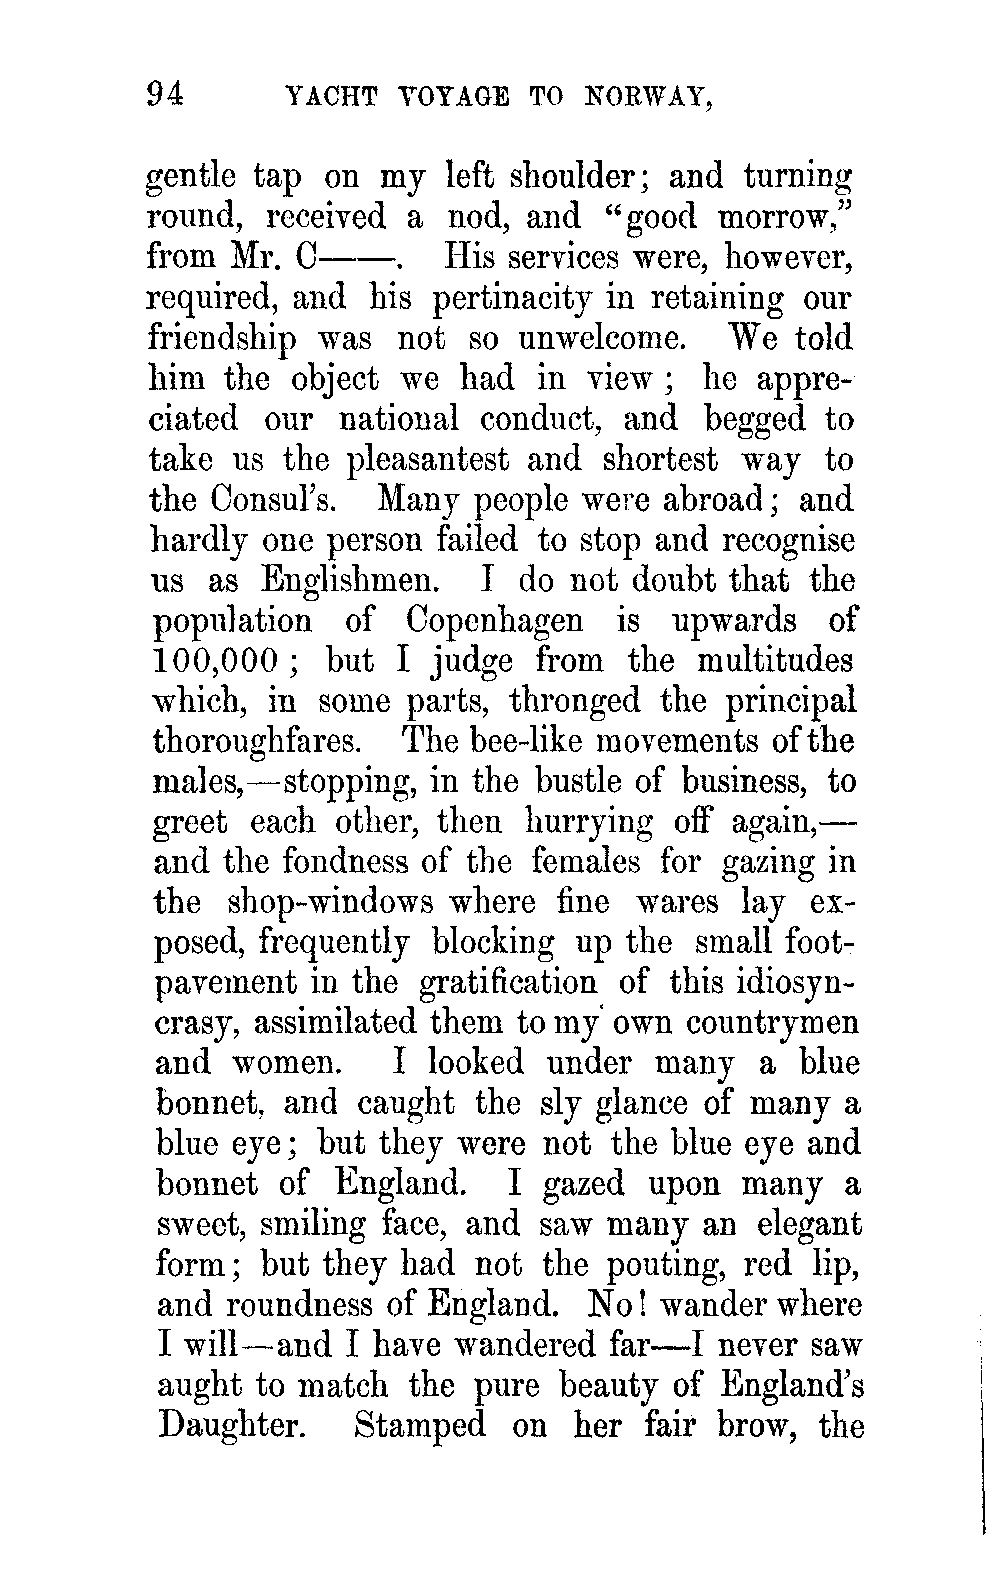 94 YACHT VOYAGE TO NORWAY,
gentle tap on my left shoulder; and turning
round, received a nod, and “good morrow,”
from Mr. C——. His services were, however,
required, and his pertinacity in retaining our
friendship was not so unwelcome. We told
him the object we had in view; he appre-
ciated our national conduct, and begged to
take us the pleasantest and shortest way to
the Consul’s. Many people were abroad; and
hardly one person failed to stop and recognise
us as Englishmen. I do not doubt that the
population of Copenhagen is upwards of
100,000; but I judge from the multitudes
which, in some parts, thronged the principal
thoroughfares. The bee-like movements of the
males,—stopping, in the bustle of business, to
greet each other, then hurrying off again,—
and the fondness of the females for gazing in
the shop-windows where fine wares lay ex-
posed, frequently blocking up the small foot-
pavement in the gratification of this idiosyn-
crasy, assimilated them to my own countrymen
and women. I looked under many a blue
bonnet, and caught the sly glance of many a
blue eye; but they were not the blue eye and
bonnet of England. I gazed upon many a
sweet, smiling face, and saw many an elegant
form; but they had not the pouting, red lip,
and roundness of England. No! wander where
I will—and I have wandered far—I never saw
aught to match the pure beauty of England’s
Daughter. Stamped on her fair brow, the